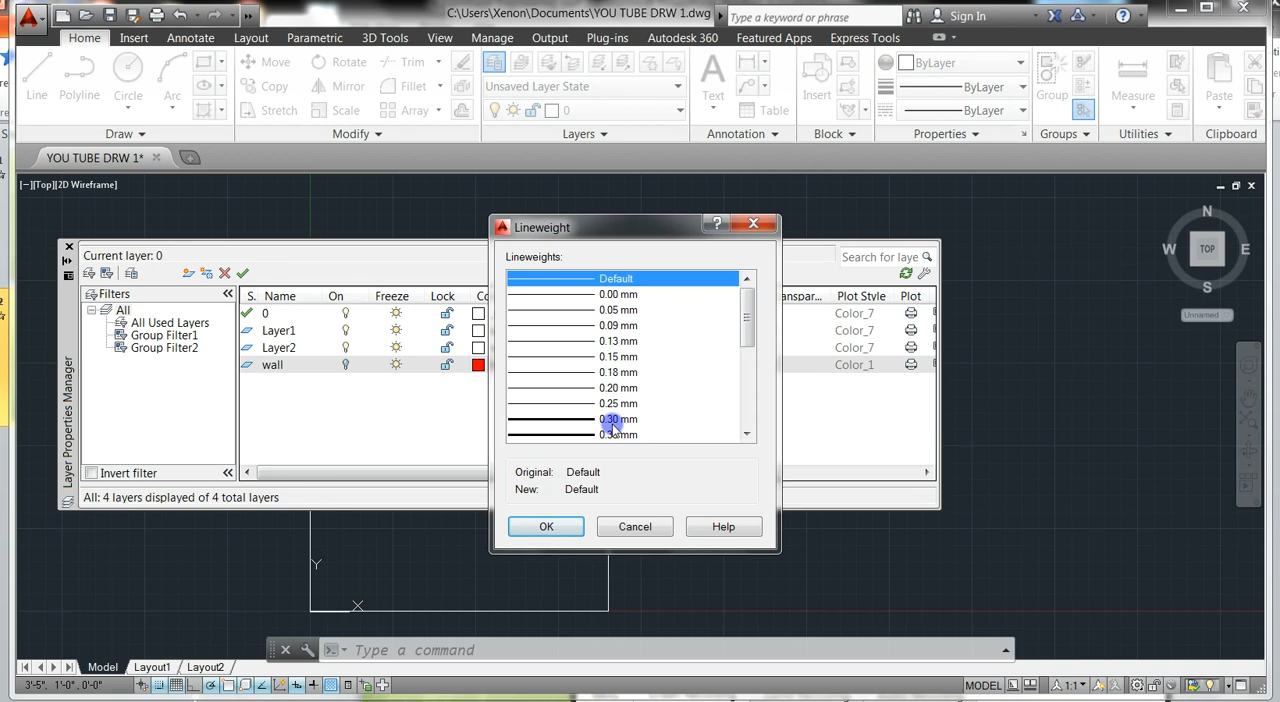 C:\Users\Xenon\Documents\YOU TUBE DRW 1.dwg
Type a keyword or phrase
Sign In
Home Insert Annotate Layout Parametric 3D Tools View Manage Output Plug-ins Autodesk 360 Featured Apps Express Tools
Line Polyline Circle Arc
Move Rotate Trim
Copy Mirror Fillet
Stretch Scale Array
Unsaved Layer State
0
Text
Table
Insert
ByLayer
ByLayer
ByLayer
Group
Measure
Paste
Draw Modify Layers Annotation Block Properties Groups Utilities Clipboard
YOU TUBE DRW 1*
[−][Top][2D Wireframe]
N
W TOP E
S
Unnamed
Layer Properties Manager
Current layer: 0
Search for laye
Filters
All
All Used Layers
Group Filter1
Group Filter2
Invert filter
S. Name On Freeze Lock Co anspar... Plot Style Plot
0 Color_7
Layer1 Color_7
Layer2 Color_7
wall Color_1
All: 4 layers displayed of 4 total layers
Lineweight
Lineweights:
Default
0.00 mm
0.05 mm
0.09 mm
0.13 mm
0.15 mm
0.18 mm
0.20 mm
0.25 mm
0.30 mm
Original: Default
New: Default
OK Cancel Help
Y
X
Type a command
Model Layout1 Layout2
3'-5", 1'-0", 0'-0"
MODEL
1:1